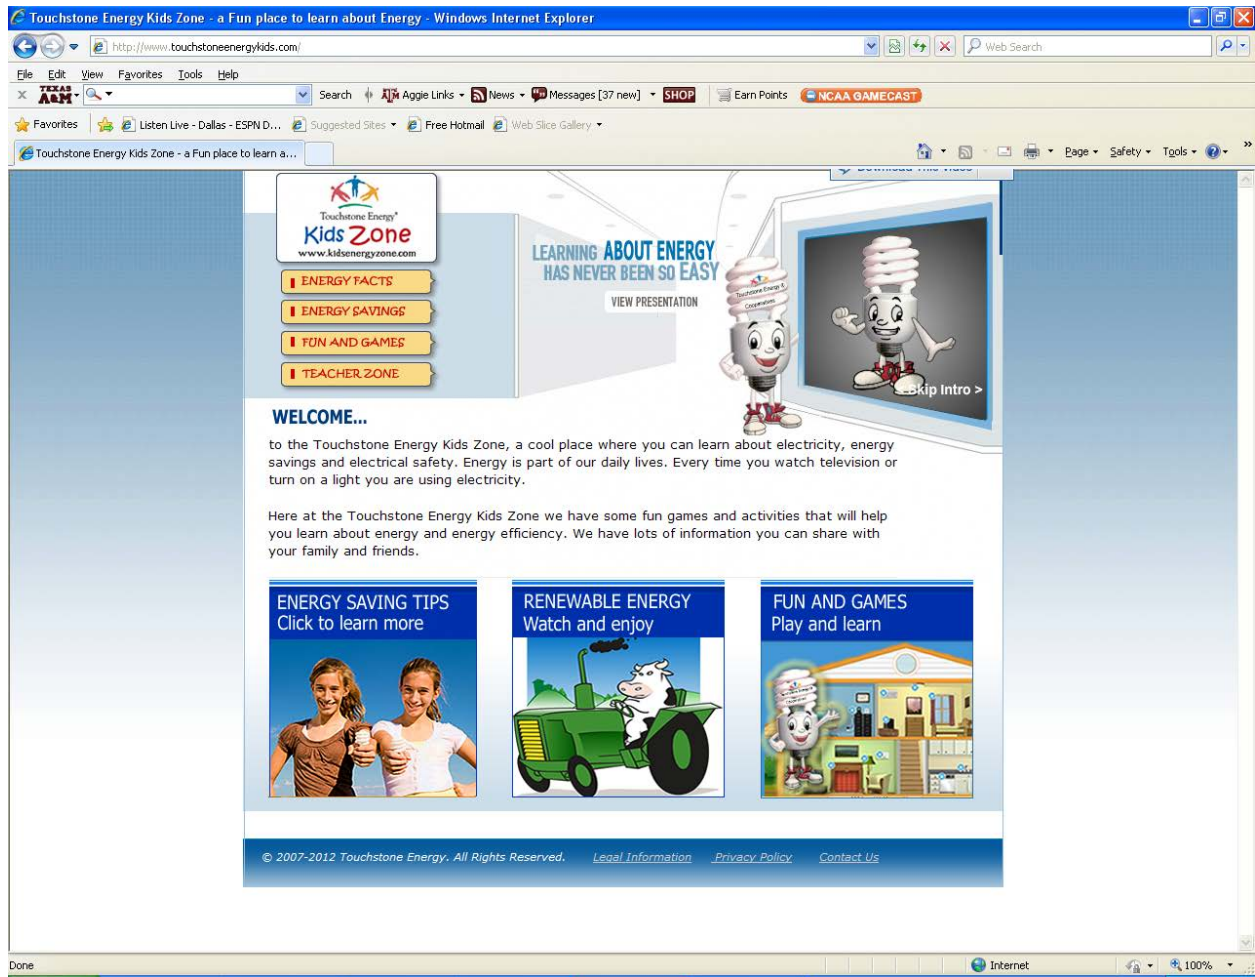 Touchstone Energy Kids Zone - a Fun place to learn about Energy - Windows Internet Explorer
http://www.touchstoneenergykids.com/
Web Search
File Edit View Favorites Tools Help
TEXAS A&M Search Aggie Links News Messages [37 new] SHOP Earn Points NCAA GAMECAST
Favorites Listen Live - Dallas - ESPN D... Suggested Sites Free Hotmail Web Slice Gallery
Touchstone Energy Kids Zone - a Fun place to learn a...
Page Safety Tools
Download This Video
Touchstone Energy®
Kids Zone
www.kidsenergyzone.com
ENERGY FACTS
ENERGY SAVINGS
FUN AND GAMES
TEACHER ZONE
LEARNING ABOUT ENERGY
HAS NEVER BEEN SO EASY
VIEW PRESENTATION
Touchstone Energy
Cooperatives
Skip Intro >
WELCOME...
to the Touchstone Energy Kids Zone, a cool place where you can learn about electricity, energy
savings and electrical safety. Energy is part of our daily lives. Every time you watch television or
turn on a light you are using electricity.
Here at the Touchstone Energy Kids Zone we have some fun games and activities that will help
you learn about energy and energy efficiency. We have lots of information you can share with
your family and friends.
ENERGY SAVING TIPS
Click to learn more
RENEWABLE ENERGY
Watch and enjoy
FUN AND GAMES
Play and learn
© 2007-2012 Touchstone Energy. All Rights Reserved. Legal Information Privacy Policy Contact Us
Done
Internet
100%